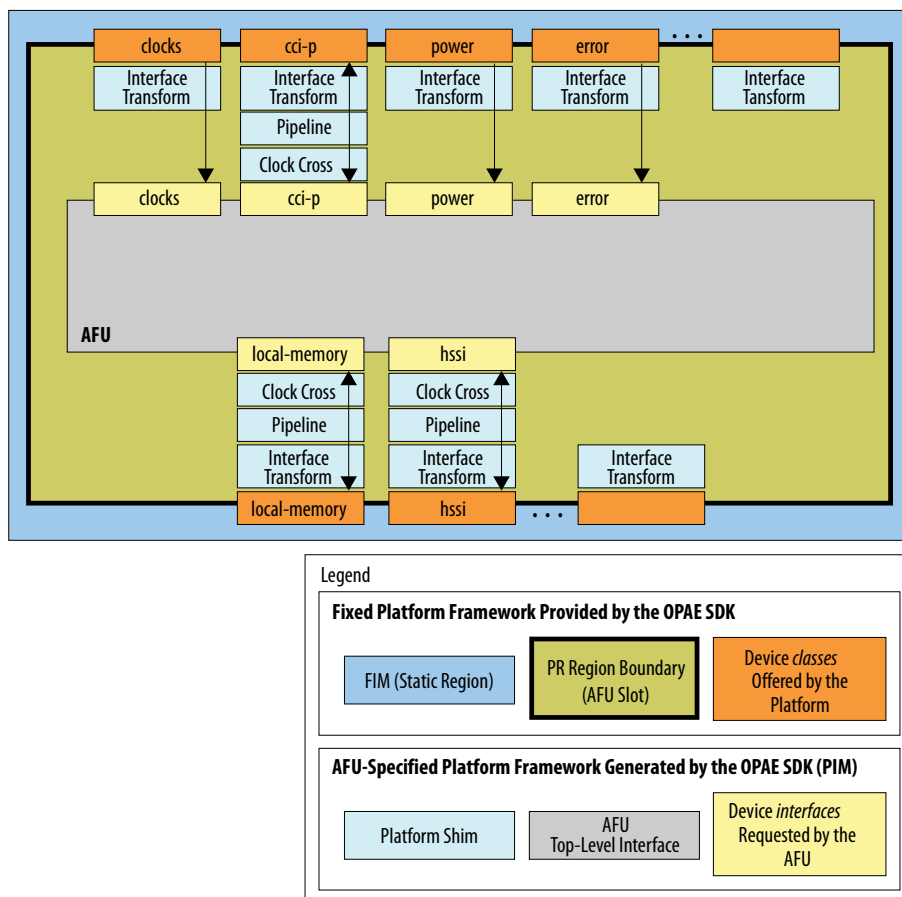 clocks cci-p power error ...
Interface Interface Interface Interface Interface
Transform Transform Transform Transform Tansform
Pipeline
Clock Cross
clocks cci-p power error
AFU
local-memory hssi
Clock Cross Clock Cross
Pipeline Pipeline
Interface Interface Interface
Transform Transform Transform
local-memory hssi ...
Legend
Fixed Platform Framework Provided by the OPAE SDK
FIM (Static Region)
PR Region Boundary
(AFU Slot)
Device classes
Offered by the
Platform
AFU-Specified Platform Framework Generated by the OPAE SDK (PIM)
Platform Shim
AFU
Top-Level Interface
Device interfaces
Requested by the
AFU